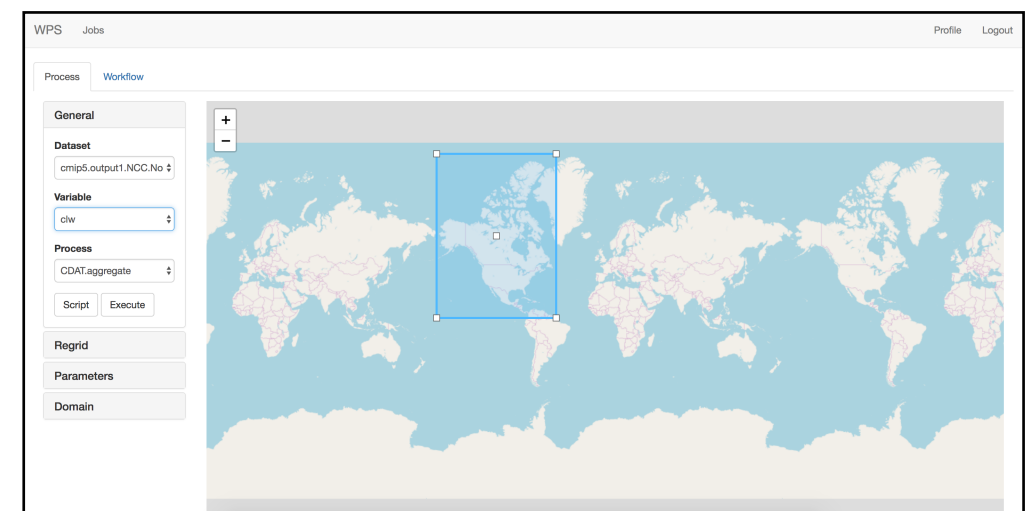 WPS Jobs Profile Logout
Process Workflow
General
Dataset
cmip5.output1.NCC.No
Variable
clw
Process
CDAT.aggregate
Script Execute
Regrid
Parameters
Domain
+
−